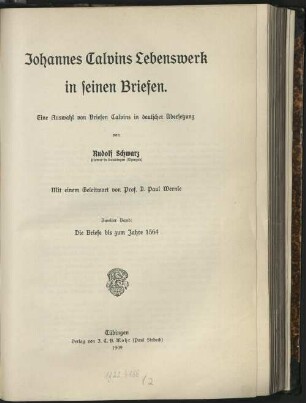 Johannes Calvins Lebenswerk
in seinen Briefen.
Eine Auswahl von Briefen Calvins in deutscher Übersetzung
von
Rudolf Schwarz
Mit einem Geleitwort von Prof. D. Paul Wernle
Zweiter Band:
Die Briefe bis zum Jahre 1564
Tübingen
Verlag von J. C. B. Mohr (Paul Siebeck)
1909